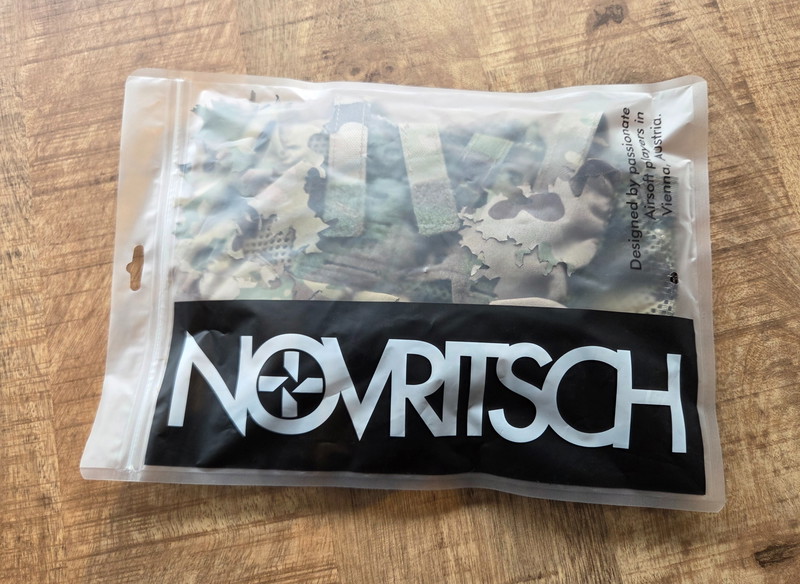 Designed by passionate
Airsoft players in
Vienna, Austria.
NOVRITSCH